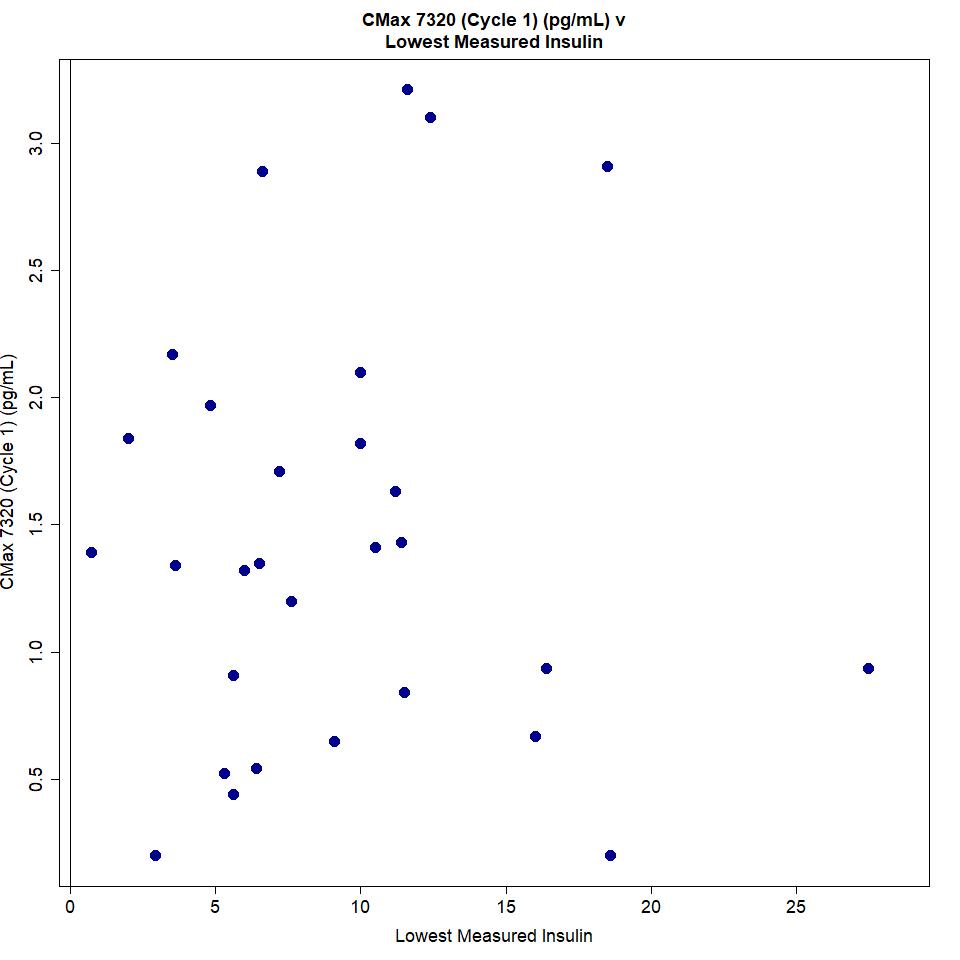 CMax 7320 (Cycle 1) (pg/mL) v
Lowest Measured Insulin
CMax 7320 (Cycle 1) (pg/mL)
3.0
2.5
2.0
1.5
1.0
0.5
0 5 10 15 20 25
Lowest Measured Insulin